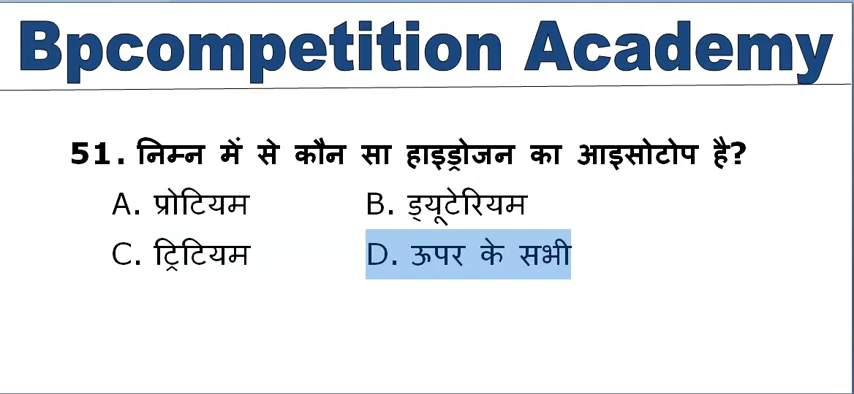 Bpcompetition Academy
51. निम्न में से कौन सा हाइड्रोजन का आइसोटोप है?
A. प्रोटियम B. ड्यूटेरियम
C. ट्रिटियम D. ऊपर के सभी